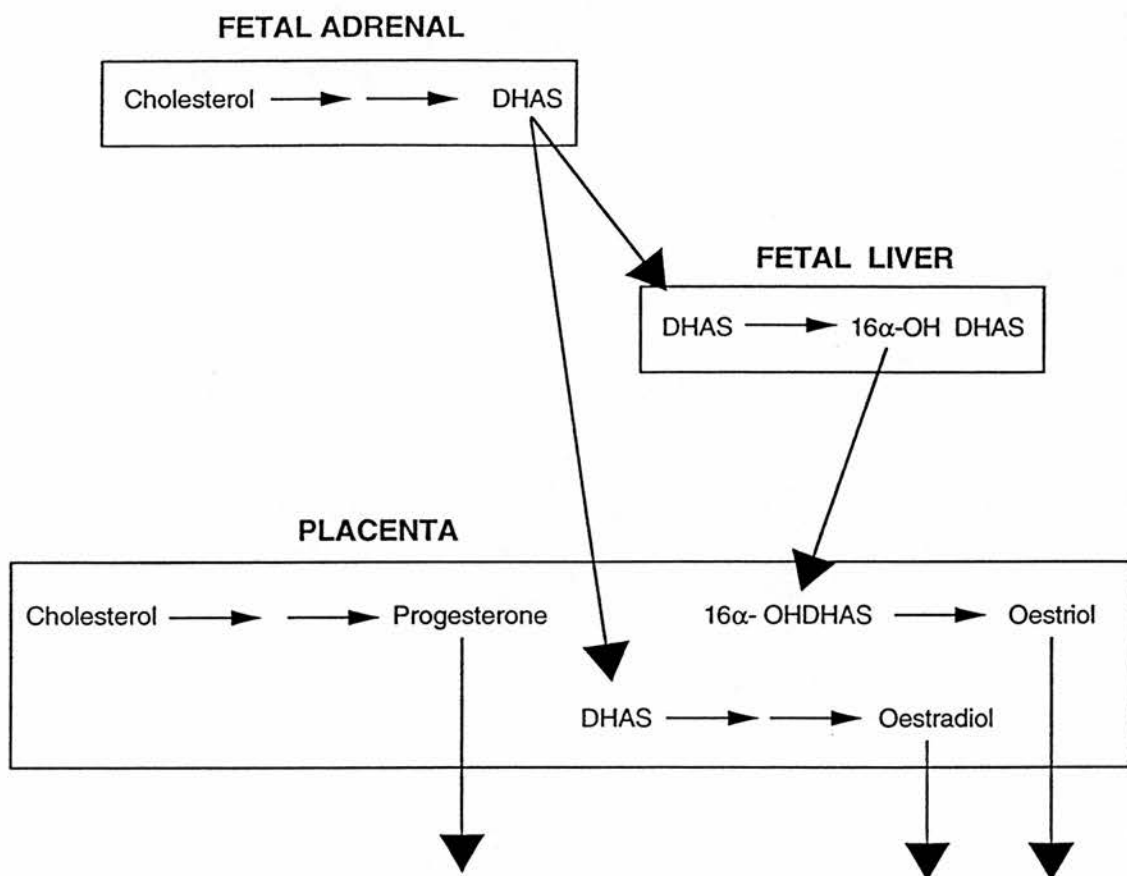 FETAL ADRENAL
Cholesterol DHAS
FETAL LIVER
DHAS 16α-OH DHAS
PLACENTA
Cholesterol Progesterone 16α- OHDHAS Oestriol
DHAS Oestradiol